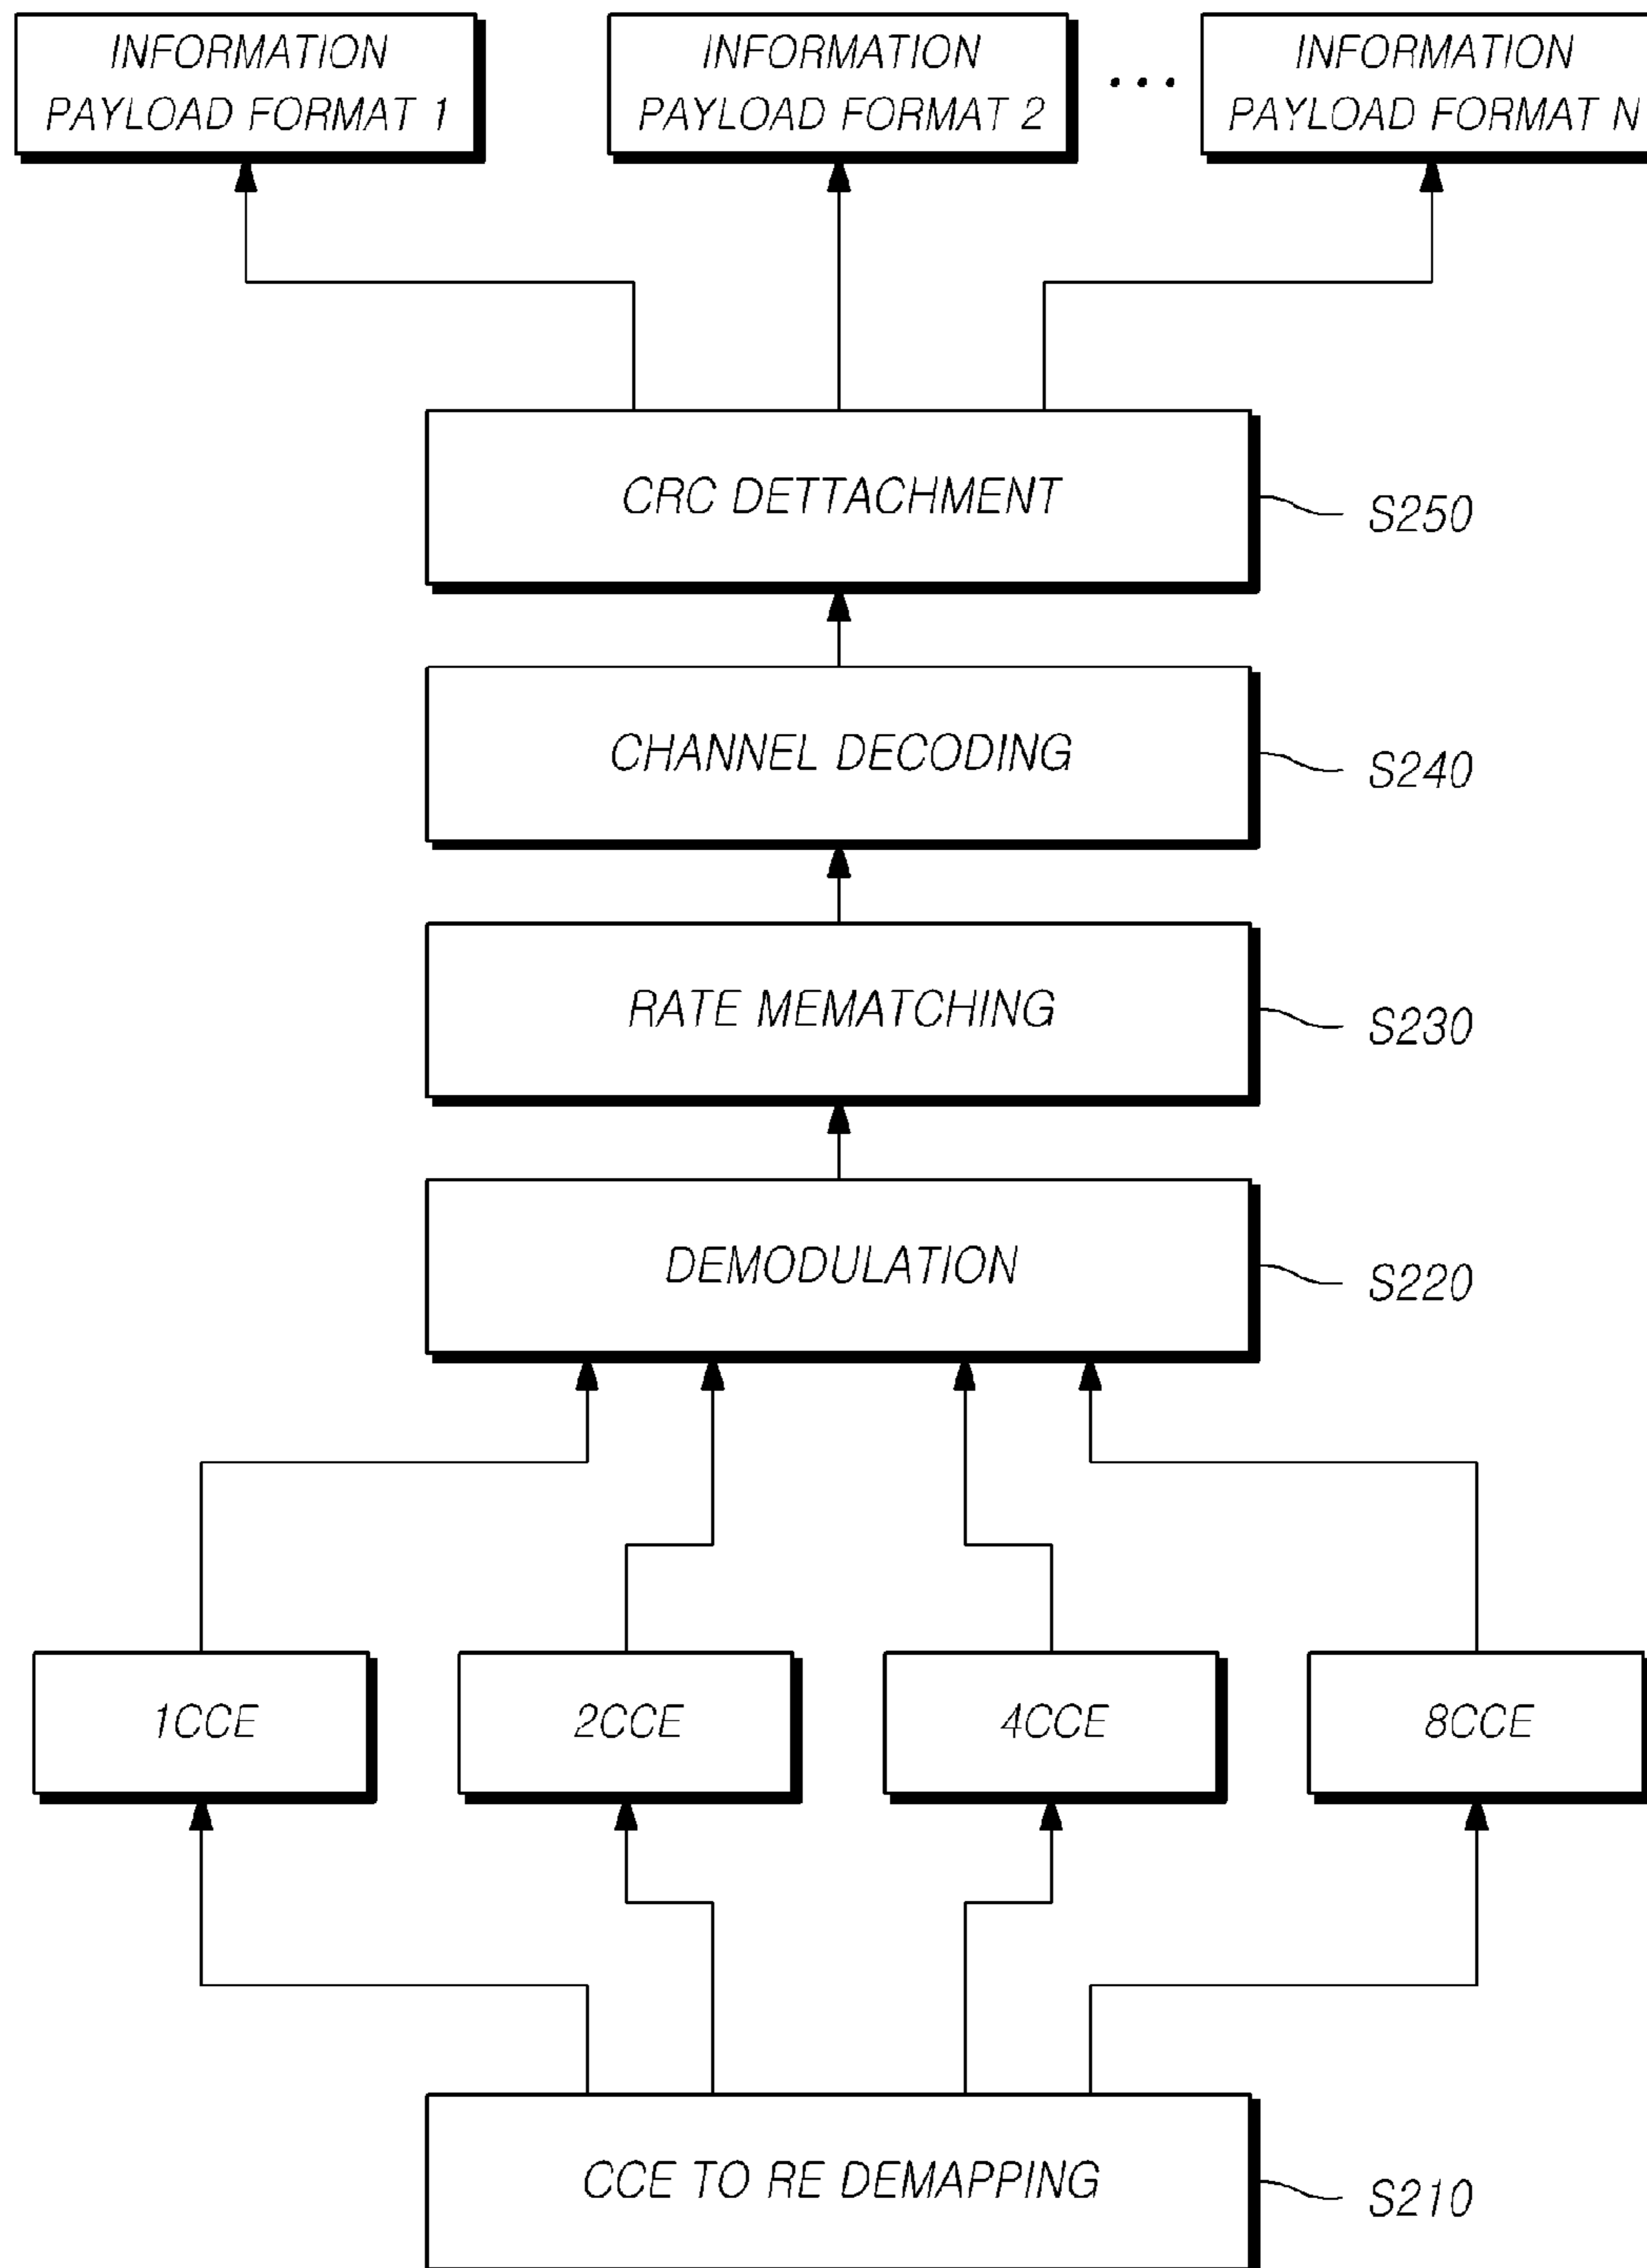 INFORMATION
PAYLOAD FORMAT 1
INFORMATION
PAYLOAD FORMAT 2
...
INFORMATION
PAYLOAD FORMAT N
CRC DETTACHMENT
S250
CHANNEL DECODING
S240
RATE MEMATCHING
S230
DEMODULATION
S220
1CCE
2CCE
4CCE
8CCE
CCE TO RE DEMAPPING
S210